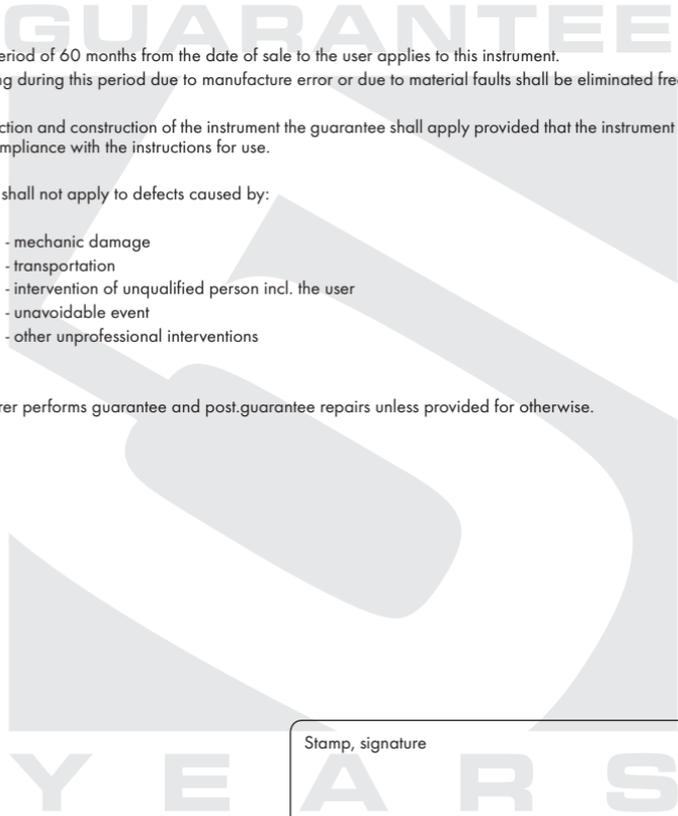 GUARANTEE
eriod of 60 months from the date of sale to the user applies to this instrument.
ng during this period due to manufacture error or due to material faults shall be eliminated fre
ction and construction of the instrument the guarantee shall apply provided that the instrument
mpliance with the instructions for use.
shall not apply to defects caused by:
- mechanic damage
- transportation
- intervention of unqualified person incl. the user
- unavoidable event
- other unprofessional interventions
rer performs guarantee and post.guarantee repairs unless provided for otherwise.
5
Stamp, signature
YEARS